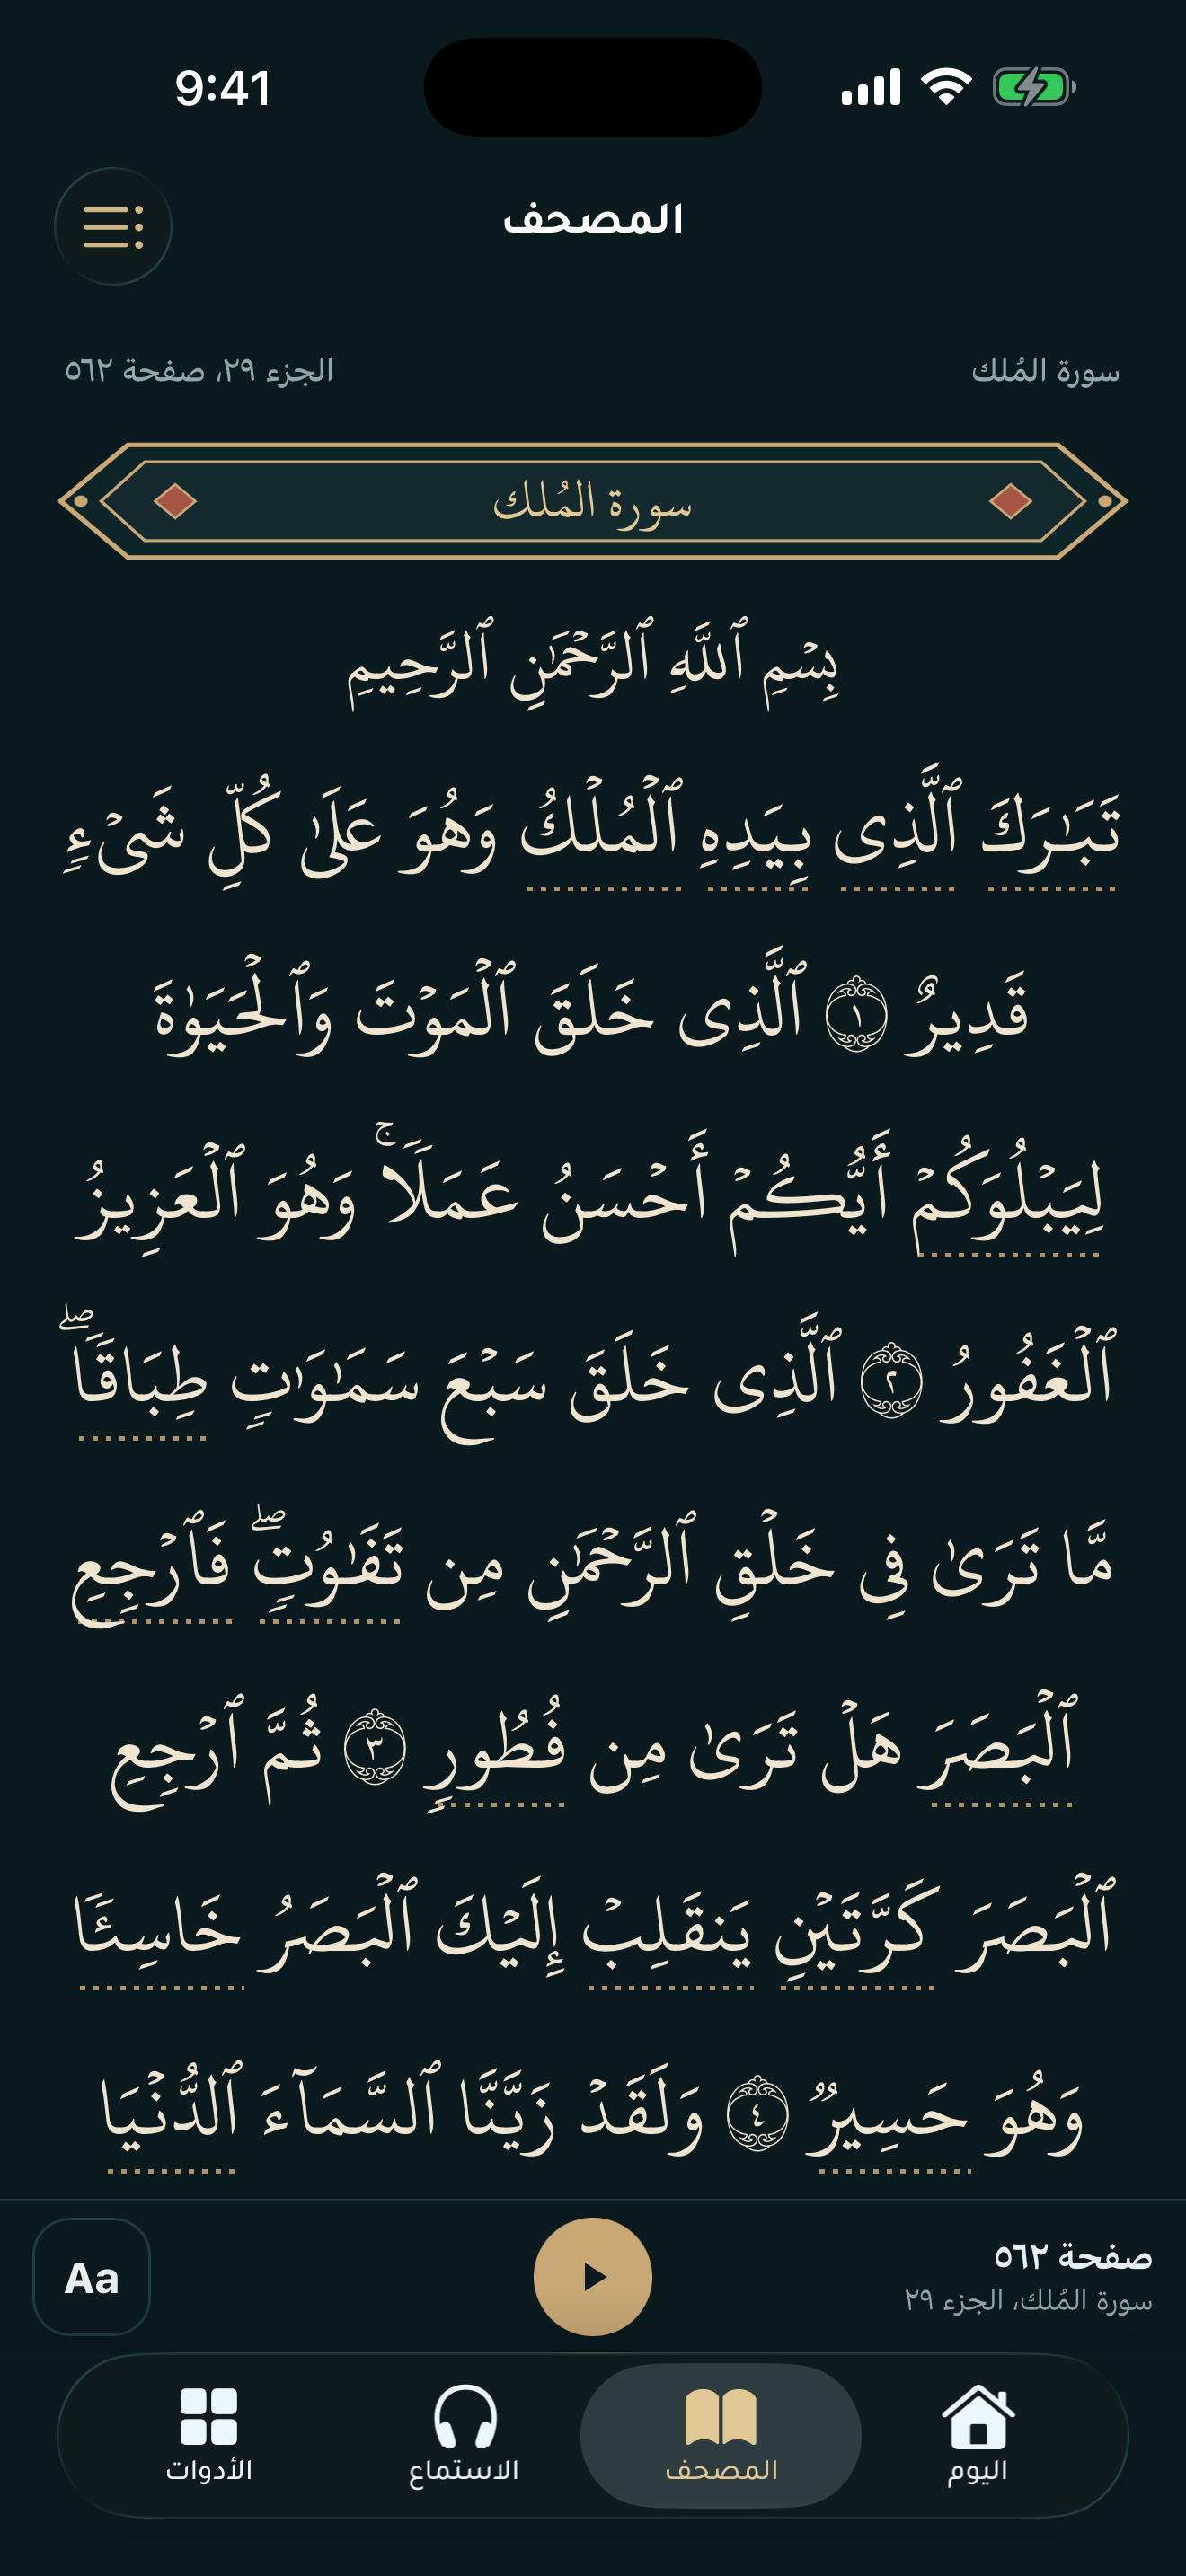 9:41
المصحف
سورة المُلك
الجزء ٢٩، صفحة ٥٦٢
سورة المُلك
بِسْمِ ٱللَّهِ ٱلرَّحْمَٰنِ ٱلرَّحِيمِ
تَبَٰرَكَ ٱلَّذِى بِيَدِهِ ٱلْمُلْكُ وَهُوَ عَلَىٰ كُلِّ شَىْءٍ
قَدِيرٌ ١ ٱلَّذِى خَلَقَ ٱلْمَوْتَ وَٱلْحَيَوٰةَ
لِيَبْلُوَكُمْ أَيُّكُمْ أَحْسَنُ عَمَلًا ۚ وَهُوَ ٱلْعَزِيزُ
ٱلْغَفُورُ ٢ ٱلَّذِى خَلَقَ سَبْعَ سَمَٰوَٰتٍ طِبَاقًا ۖ
مَّا تَرَىٰ فِى خَلْقِ ٱلرَّحْمَٰنِ مِن تَفَٰوُتٍ ۖ فَٱرْجِعِ
ٱلْبَصَرَ هَلْ تَرَىٰ مِن فُطُورٍ ٣ ثُمَّ ٱرْجِعِ
ٱلْبَصَرَ كَرَّتَيْنِ يَنقَلِبْ إِلَيْكَ ٱلْبَصَرُ خَاسِئًا
وَهُوَ حَسِيرٌ ٤ وَلَقَدْ زَيَّنَّا ٱلسَّمَآءَ ٱلدُّنْيَا
صفحة ٥٦٢
سورة المُلك، الجزء ٢٩
Aa
اليوم
المصحف
الاستماع
الأدوات